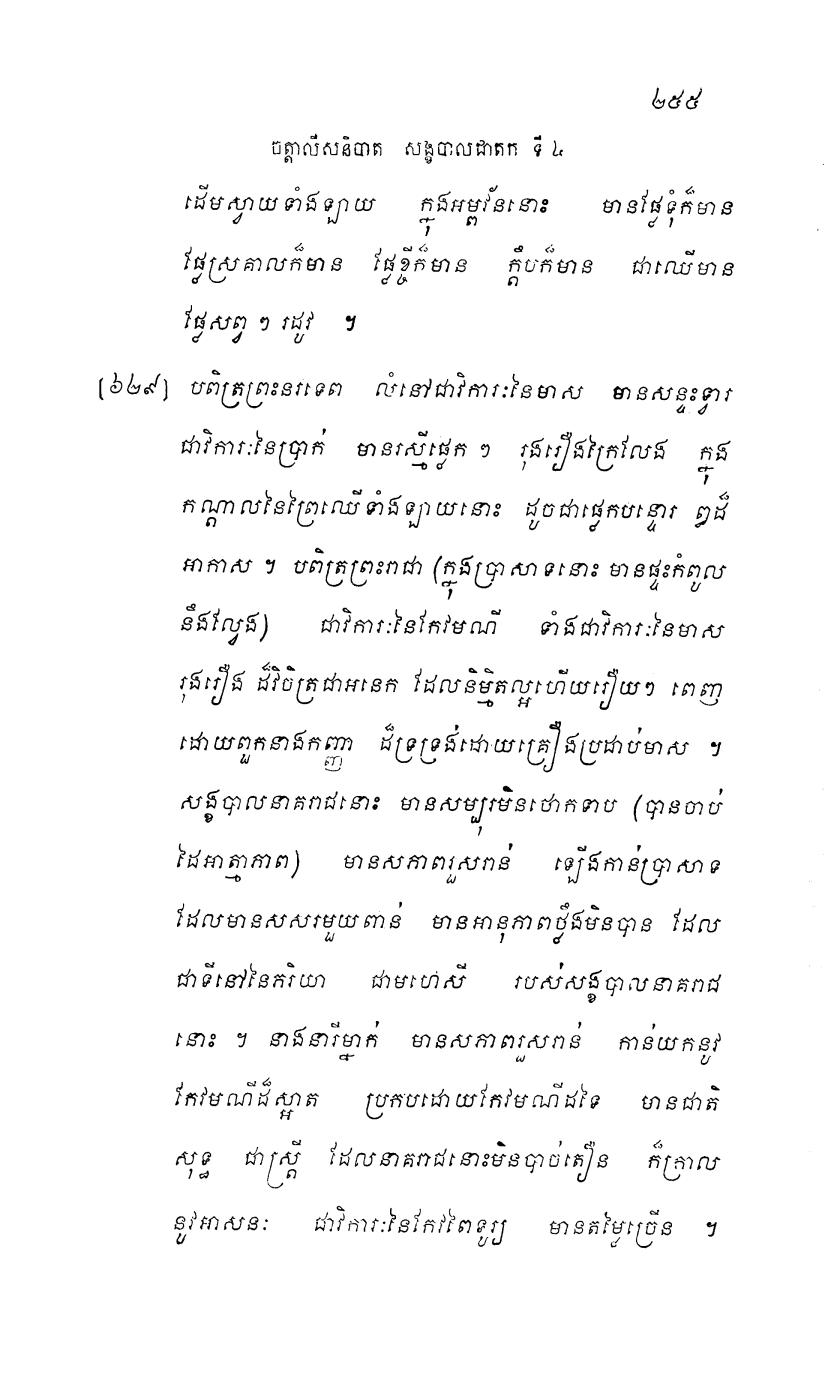 ២៥៥
ចត្តាលីសនិបាត សង្ខបាលជាតក ទី ៤
ដើមស្វាយទាំងឡាយ ក្នុងអម្ពវ័ននោះ មានផ្លែទុំក៏មាន
ផ្លែស្រគាលក៏មាន ផ្លែខ្ចីក៏មាន ក្តឹបក៏មាន ជាឈើមាន
ផ្លែសព្វ ៗ រដូវ ។
[៦២៩] បពិត្រព្រះនរទេព លំនៅជាវិការៈនៃមាស មានសន្ទះទ្វារ
ជាវិការៈនៃប្រាក់ មានរស្មីផ្លេក ៗ រុងរឿងក្រៃលែង ក្នុង
កណ្តាលនៃព្រៃឈើទាំងឡាយនោះ ដូចជាផ្លេកបន្ទោរ ឰដ៏
អាកាស ។ បពិត្រព្រះរាជា (ក្នុងប្រាសាទនោះ មានផ្ទះកំពូល
នឹងល្វែង) ជាវិការៈនៃកែវមណី ទាំងជាវិការៈនៃមាស
រុងរឿង ដ៏វិចិត្រជាអនេក ដែលនិម្មិតល្អហើយរឿយៗ ពេញ
ដោយពួកនាងកញ្ញា ដ៏ទ្រទ្រង់ដោយគ្រឿងប្រដាប់មាស ។
សង្ខបាលនាគរាជនោះ មានសម្បុរមិនថោកទាប (បានចាប់
ដៃអាត្មាភាព) មានសភាពរួសរាន់ ឡើងកាន់ប្រាសាទ
ដែលមានសសរមួយពាន់ មានអានុភាពថ្លឹងមិនបាន ដែល
ជាទីនៅនៃភរិយា ជាមហេសី របស់សង្ខបាលនាគរាជ
នោះ ។ នាងនារីម្នាក់ មានសភាពរួសរាន់ កាន់យកនូវ
កែវមណីដ៏ស្អាត ប្រកបដោយកែវមណីដទៃ មានជាតិ
សុទ្ធ ជាស្ត្រី ដែលនាគរាជនោះមិនបាច់តឿន ក៏ក្រាល
នូវអាសនៈ ជាវិការៈនៃកែវពៃទូរ្យ មានតម្លៃច្រើន ។